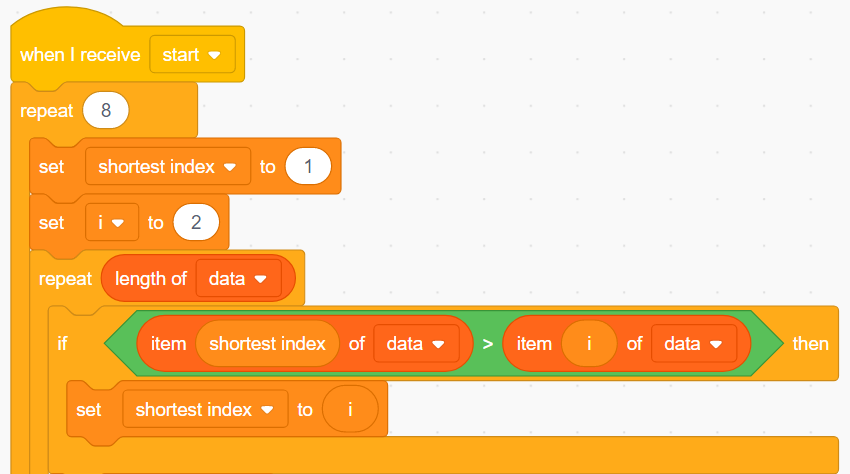 when I receive start
repeat 8
set shortest index to 1
set i to 2
repeat length of data
if item shortest index of data > item i of data then
set shortest index to i